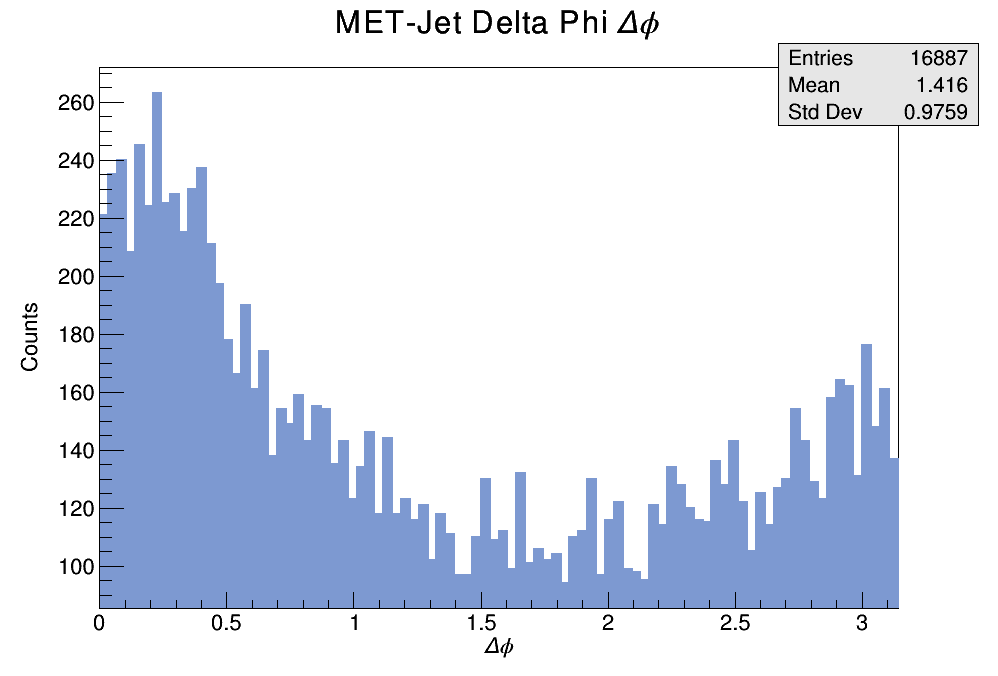 MET-Jet Delta Phi Δϕ
Entries 16887
Mean 1.416
Std Dev 0.9759
260
240
220
200
180
160
140
120
100
Counts
0 0.5 1 1.5 2 2.5 3
Δϕ